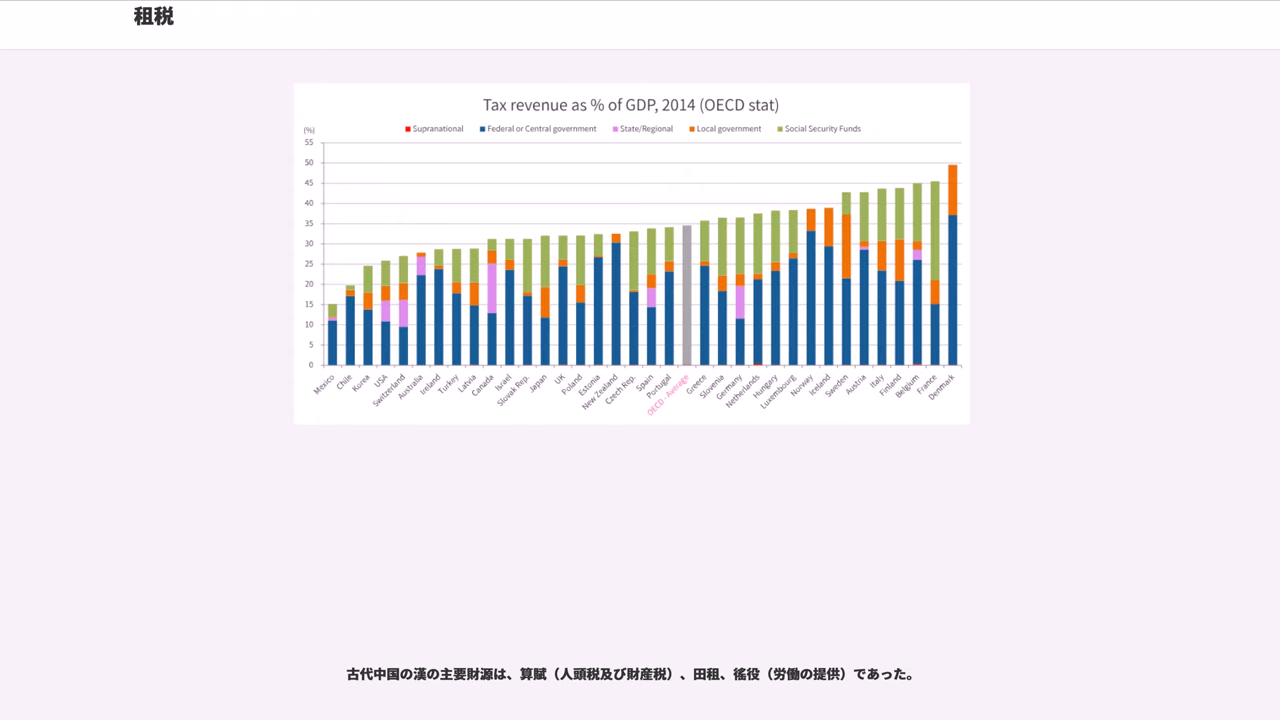 租税
Tax revenue as % of GDP, 2014 (OECD stat)
(%)
Supranational
Federal or Central government
State/Regional
Local government
Social Security Funds
55
50
45
40
35
30
25
20
15
10
5
0
Mexico
Chile
Korea
USA
Switzerland
Australia
Ireland
Turkey
Latvia
Canada
Israel
Slovak Rep.
Japan
UK
Poland
Estonia
New Zealand
Czech Rep.
Spain
Portugal
OECD - Average
Greece
Slovenia
Germany
Netherlands
Hungary
Luxembourg
Norway
Iceland
Sweden
Austria
Italy
Finland
Belgium
France
Denmark
古代中国の漢の主要財源は、算賦（人頭税及び財産税）、田租、徭役（労働の提供）であった。